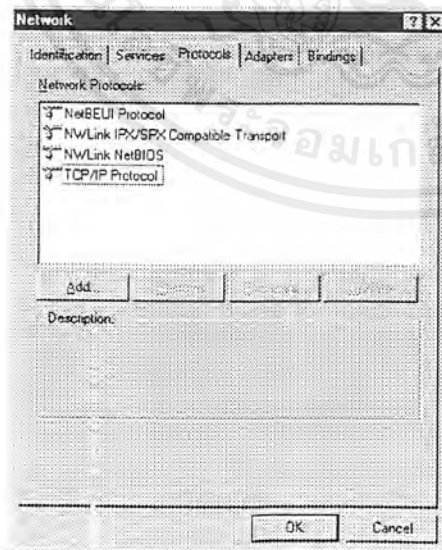 Network
Identification Services Protocols Adapters Bindings
Network Protocols:
NetBEUI Protocol
NWLink IPX/SPX Compatible Transport
NWLink NetBIOS
TCP/IP Protocol
Add...
Description:
OK Cancel